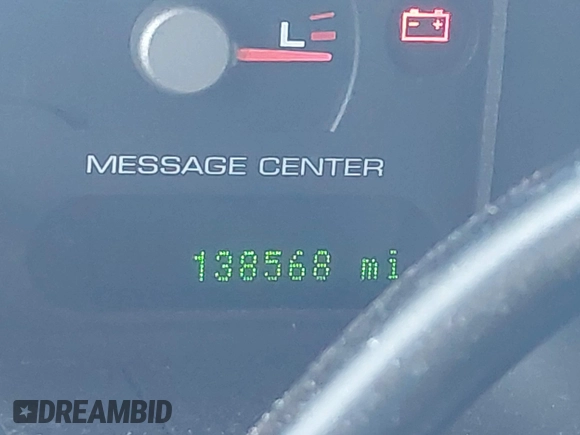 L
MESSAGE CENTER
138568 mi
DREAMBID